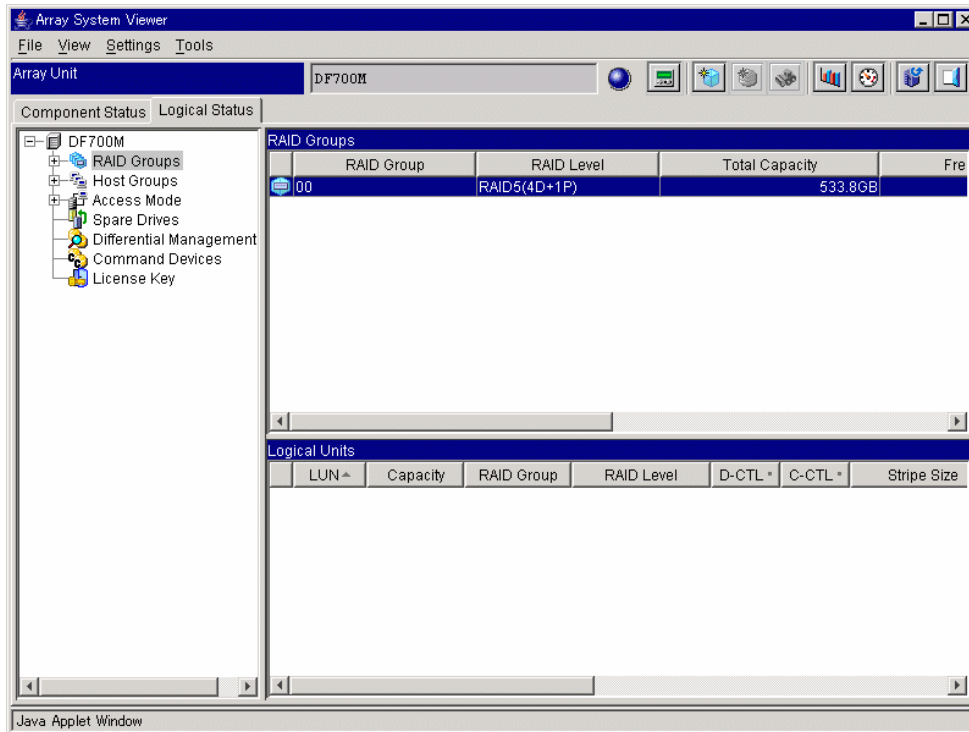 Array System Viewer
File View Settings Tools
Array Unit
DF700M
Component Status Logical Status
DF700M
RAID Groups
Host Groups
Access Mode
Spare Drives
Differential Management
Command Devices
License Key
RAID Groups
RAID Group RAID Level Total Capacity Fre
00 RAID5(4D+1P) 533.8GB
Logical Units
LUN Capacity RAID Group RAID Level D-CTL * C-CTL * Stripe Size
Java Applet Window